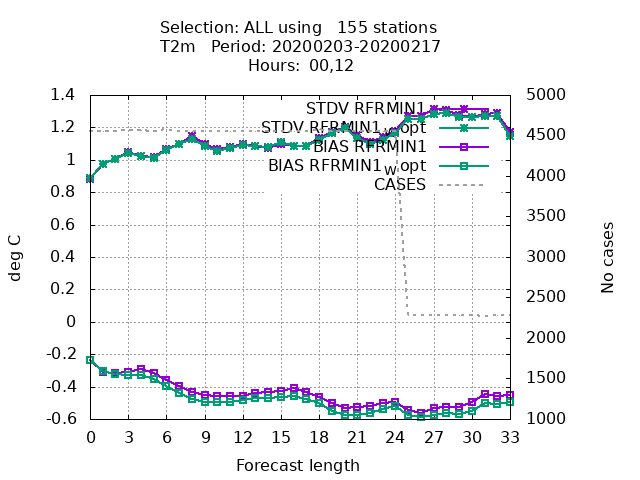 Selection: ALL using   155 stations
T2m   Period: 20200203-20200217
Hours:  00,12
1.4
1.2
1
0.8
0.6
0.4
0.2
0
-0.2
-0.4
-0.6
5000
4500
4000
3500
3000
2500
2000
1500
1000
STDV RFRMIN1
STDV RFRMIN1wopt
BIAS RFRMIN1
BIAS RFRMIN1wopt
CASES
deg C
No cases
0 3 6 9 12 15 18 21 24 27 30 33
Forecast length